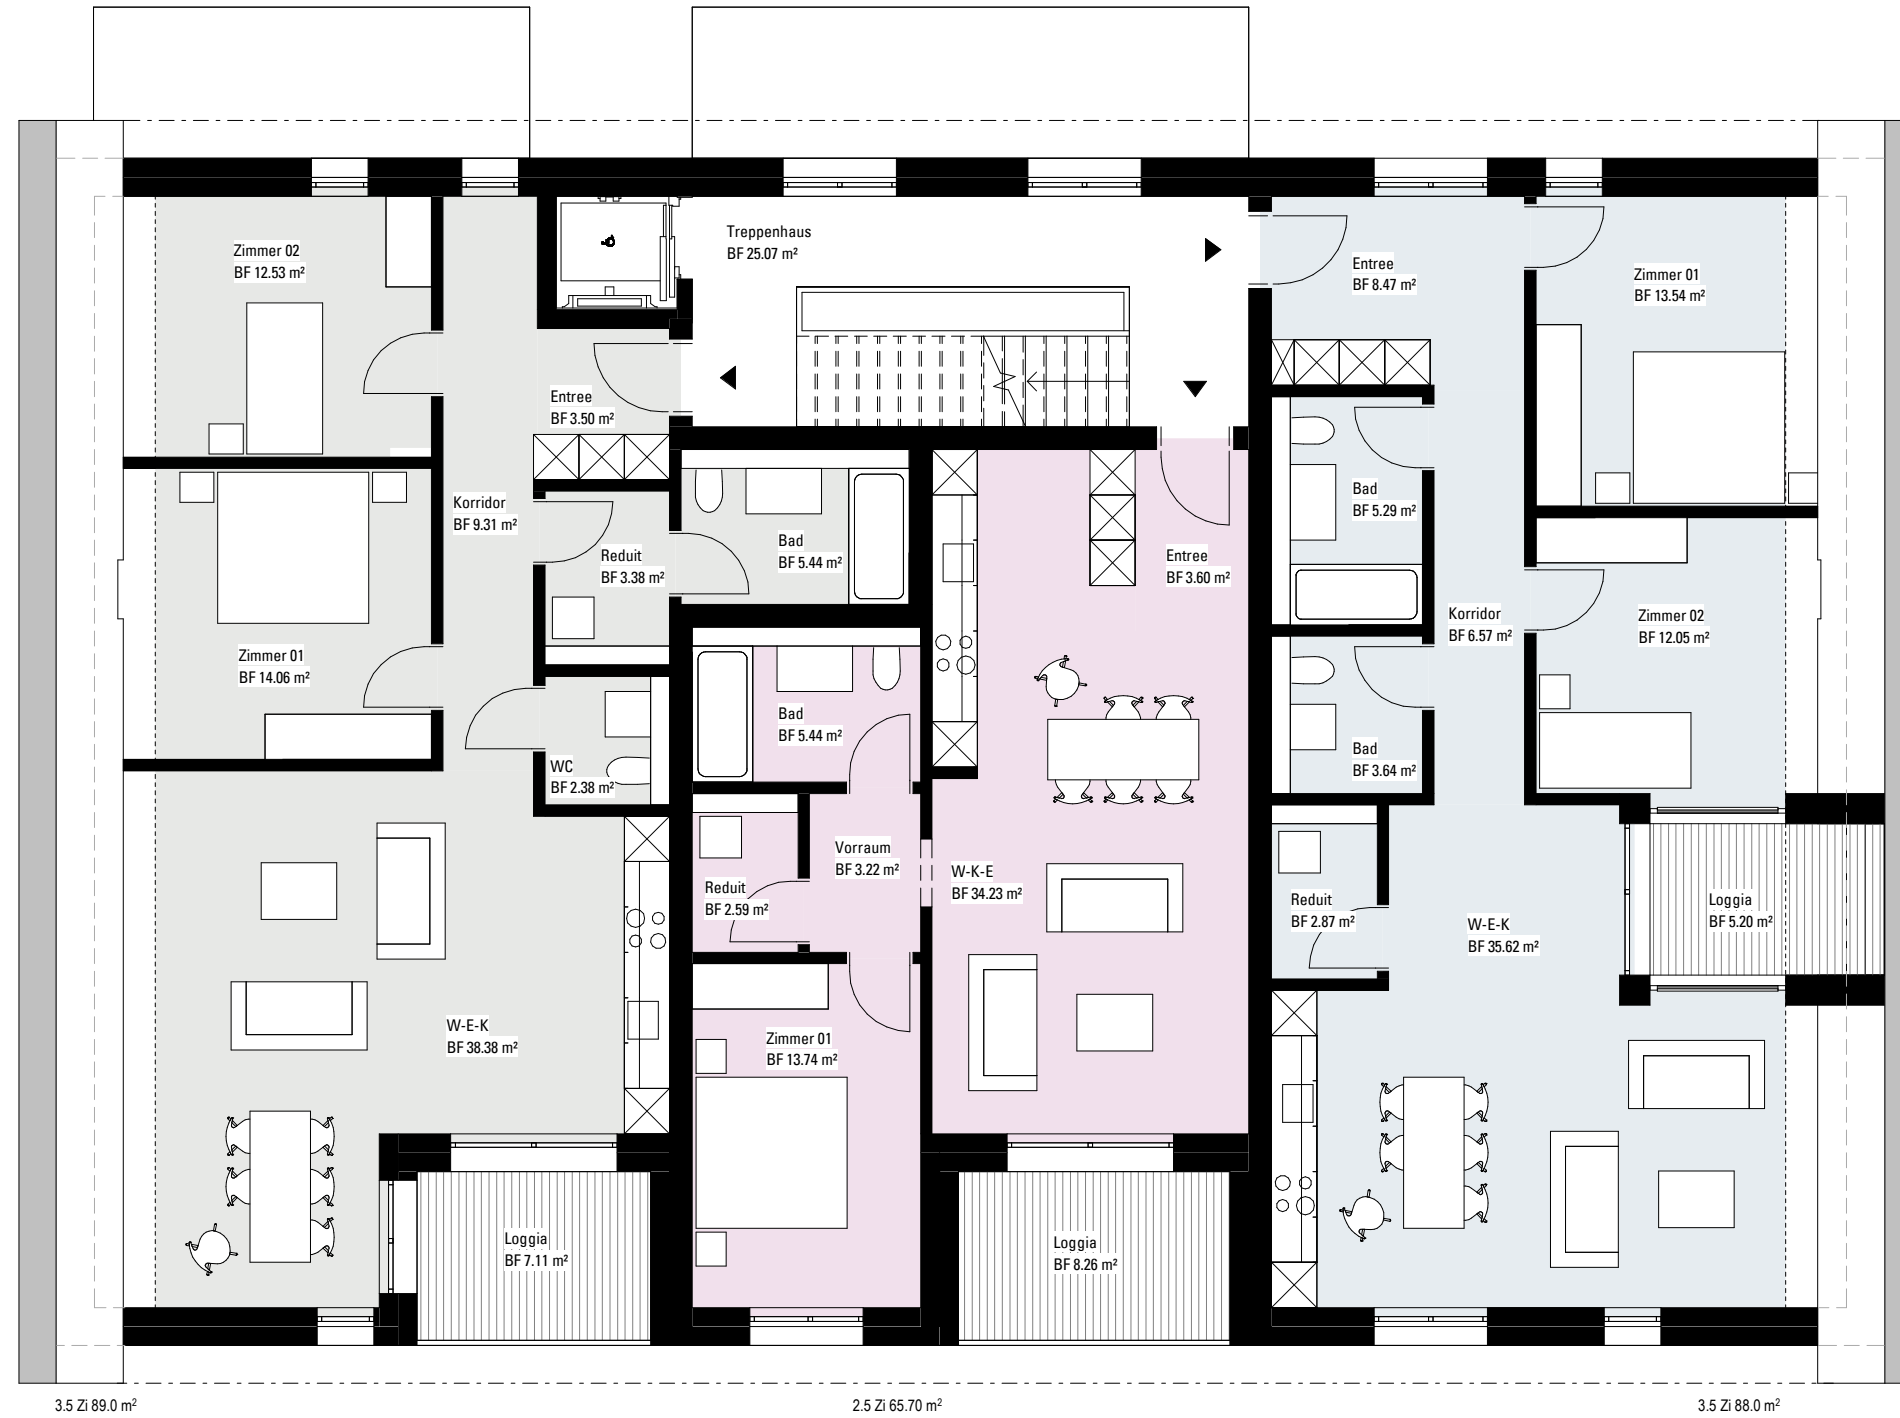 Treppenhaus
BF 25.07 m²
Zimmer 02
BF 12.53 m²
Entree
BF 8.47 m²
Zimmer 01
BF 13.54 m²
Entree
BF 3.50 m²
Korridor
BF 9.31 m²
Reduit
BF 3.38 m²
Bad
BF 5.44 m²
Entree
BF 3.60 m²
Bad
BF 5.29 m²
Zimmer 01
BF 14.06 m²
Korridor
BF 6.57 m²
Zimmer 02
BF 12.05 m²
Bad
BF 5.44 m²
WC
BF 2.38 m²
Bad
BF 3.64 m²
Vorraum
BF 3.22 m²
Reduit
BF 2.59 m²
W-K-E
BF 34.23 m²
Reduit
BF 2.87 m²
W-E-K
BF 35.62 m²
Loggia
BF 5.20 m²
W-E-K
BF 38.38 m²
Zimmer 01
BF 13.74 m²
Loggia
BF 7.11 m²
Loggia
BF 8.26 m²
3.5 Zi 89.0 m²
2.5 Zi 65.70 m²
3.5 Zi 88.0 m²